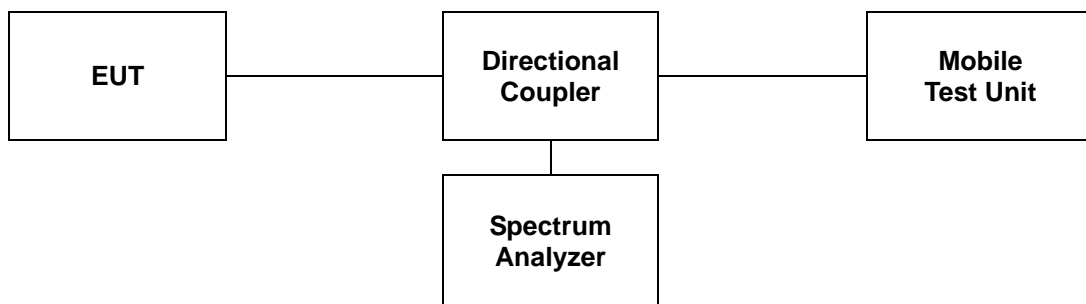 EUT
Directional
Coupler
Mobile
Test Unit
Spectrum
Analyzer